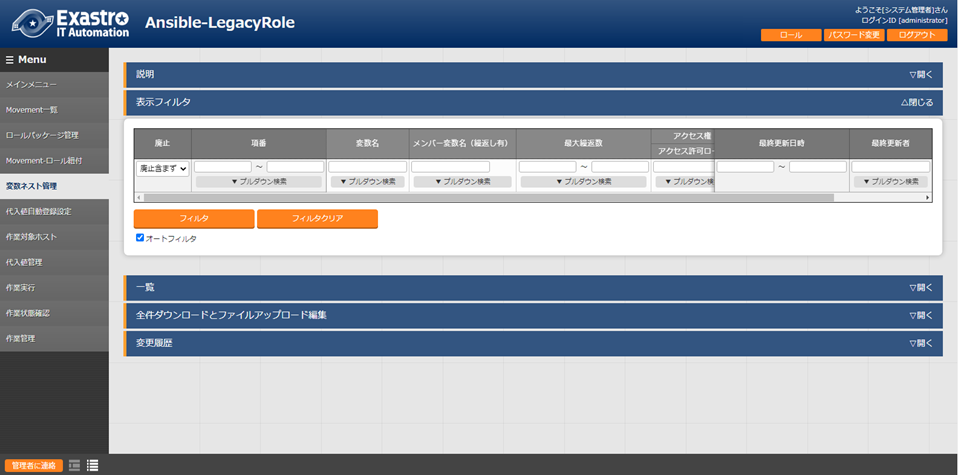 Exastro
IT Automation
Ansible-LegacyRole
ようこそ[システム管理者]さん
ログインID [administrator]
ロール
パスワード変更
ログアウト
Menu
メインメニュー
Movement一覧
ロールパッケージ管理
Movement-ロール紐付
変数ネスト管理
代入値自動登録設定
作業対象ホスト
代入値管理
作業実行
作業状態確認
作業管理
説明
▽開く
表示フィルタ
△閉じる
廃止
項番
変数名
メンバー変数名（繰返し有）
最大繰返数
アクセス権
アクセス許可ロー
最終更新日時
最終更新者
廃止含まず
～
～
～
▼ プルダウン検索
▼ プルダウン検索
▼ プルダウン検索
▼ プルダウン検索
▼ プルダウン検
▼ プルダウン検索
フィルタ
フィルタクリア
オートフィルタ
一覧
▽開く
全件ダウンロードとファイルアップロード編集
▽開く
変更履歴
▽開く
管理者に連絡